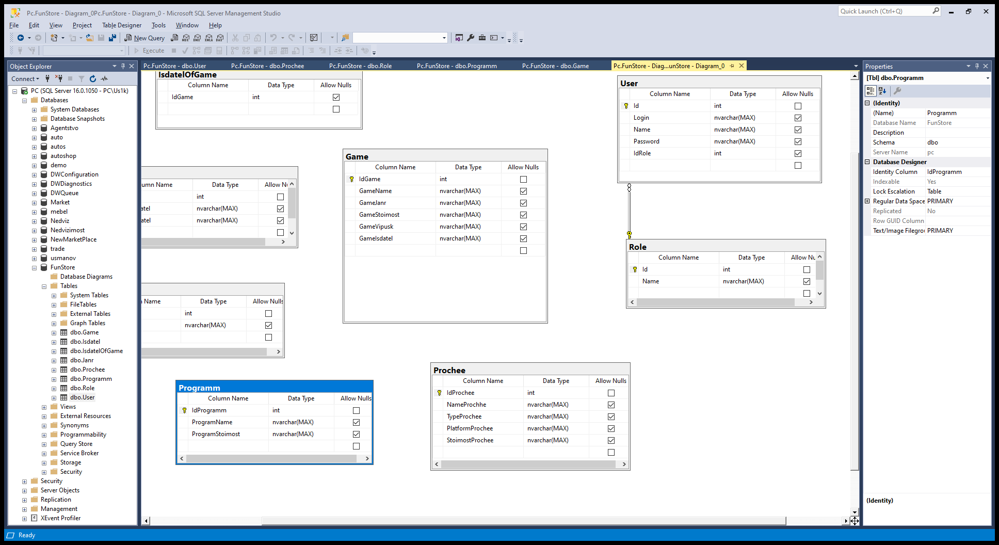 Pc.FunStore - Diagram_0Pc.FunStore - Diagram_0 - Microsoft SQL Server Management Studio
Quick Launch (Ctrl+Q)
File Edit View Project Table Designer Tools Window Help
New Query MDX DMX XMLA DAX
Execute
Object Explorer
Connect
PC (SQL Server 16.0.1050 - PC\Us1k)
Databases
System Databases
Database Snapshots
Agentstvo
auto
autos
autoshop
demo
DWConfiguration
DWDiagnostics
DWQueue
Market
mebel
Nedviz
Nedvizimost
NewMarketPlace
trade
usmanov
FunStore
Database Diagrams
Tables
System Tables
FileTables
External Tables
Graph Tables
dbo.Game
dbo.Isdatel
dbo.IsdatelOfGame
dbo.Janr
dbo.Prochee
dbo.Programm
dbo.Role
dbo.User
Views
External Resources
Synonyms
Programmability
Query Store
Service Broker
Storage
Security
Security
Server Objects
Replication
Management
XEvent Profiler
Pc.FunStore - dbo.User Pc.FunStore - dbo.Prochee Pc.FunStore - dbo.Role Pc.FunStore - dbo.Programm Pc.FunStore - dbo.Game Pc.FunStore - Diag...unStore - Diagram_0
IsdatelOfGame
Column Name Data Type Allow Nulls
IdGame int
umn Name Data Type Allow Nu
int
atel nvarchar(MAX)
atel nvarchar(MAX)
Name Data Type Allow Nulls
int
nvarchar(MAX)
Game
Column Name Data Type Allow Nulls
IdGame int
GameName nvarchar(MAX)
GameJanr nvarchar(MAX)
GameStoimost nvarchar(MAX)
GameVipusk nvarchar(MAX)
GameIsdatel nvarchar(MAX)
User
Column Name Data Type Allow Nulls
Id int
Login nvarchar(MAX)
Name nvarchar(MAX)
Password nvarchar(MAX)
IdRole int
Role
Column Name Data Type Allow Nu
Id int
Name nvarchar(MAX)
Programm
Column Name Data Type Allow Nulls
IdProgramm int
ProgramName nvarchar(MAX)
ProgramStoimost nvarchar(MAX)
Prochee
Column Name Data Type Allow Nulls
IdProchee int
NameProchhe nvarchar(MAX)
TypeProchee nvarchar(MAX)
PlatformProchee nvarchar(MAX)
StoimostProchee nvarchar(MAX)
Properties
[Tbl] dbo.Programm
(Identity)
(Name) Programm
Database Name FunStore
Description
Schema dbo
Server Name pc
Database Designer
Identity Column IdProgramm
Indexable Yes
Lock Escalation Table
Regular Data Space PRIMARY
Replicated No
Row GUID Column
Text/Image Filegrou PRIMARY
(Identity)
Ready